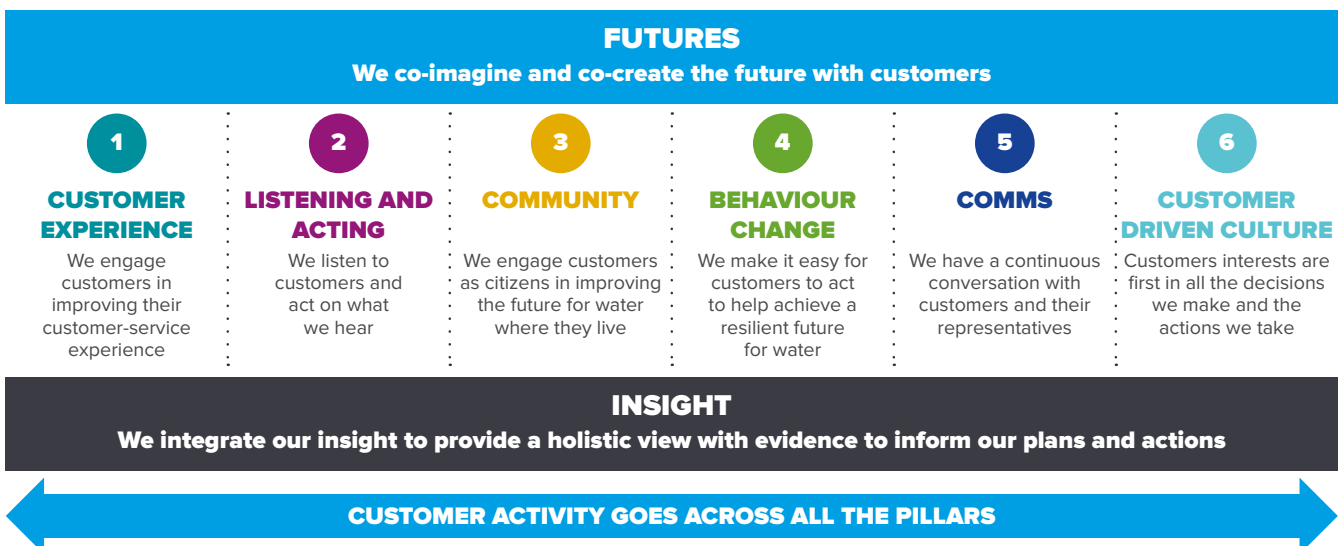 FUTURES
We co-imagine and co-create the future with customers
1
CUSTOMER
EXPERIENCE
We engage
customers in
improving their
customer-service
experience
2
LISTENING AND
ACTING
We listen to
customers and
act on what
we hear
3
COMMUNITY
We engage customers
as citizens in improving
the future for water
where they live
4
BEHAVIOUR
CHANGE
We make it easy for
customers to act
to help achieve a
resilient future
for water
5
COMMS
We have a continuous
conversation with
customers and their
representatives
6
CUSTOMER
DRIVEN CULTURE
Customers interests are
first in all the decisions
we make and the
actions we take
INSIGHT
We integrate our insight to provide a holistic view with evidence to inform our plans and actions
CUSTOMER ACTIVITY GOES ACROSS ALL THE PILLARS